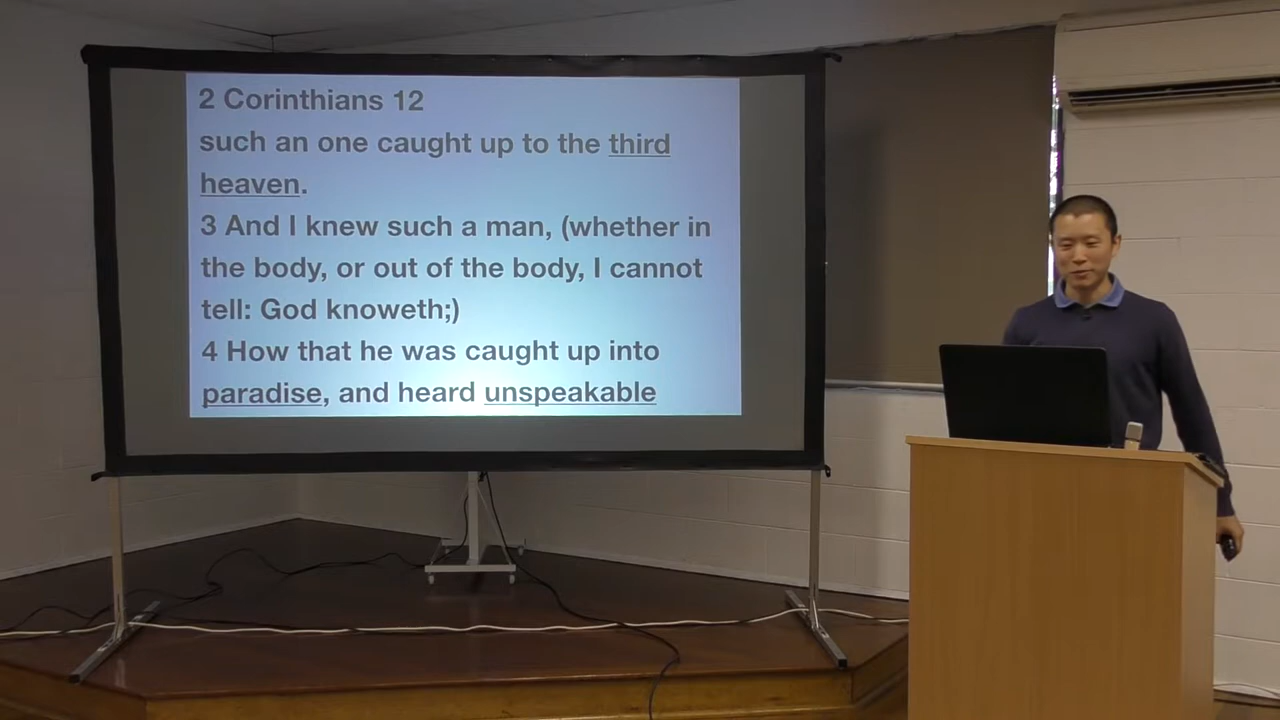 2 Corinthians 12
such an one caught up to the third
heaven.
3 And I knew such a man, (whether in
the body, or out of the body, I cannot
tell: God knoweth;)
4 How that he was caught up into
paradise, and heard unspeakable